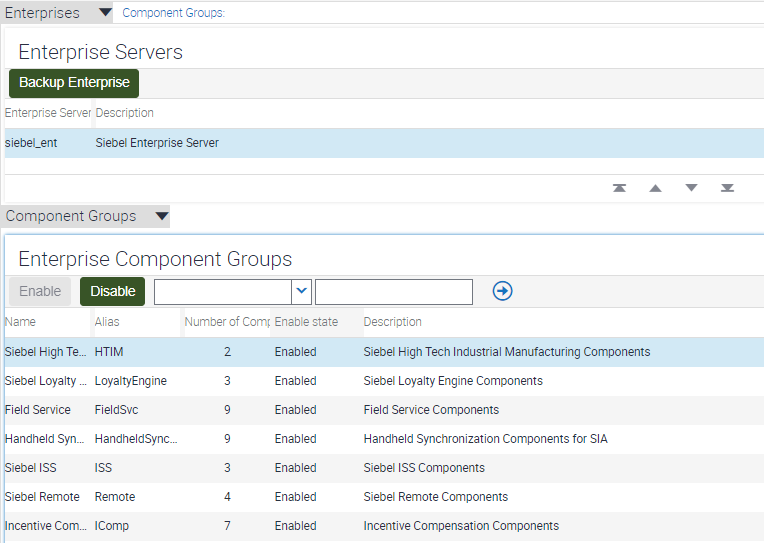 Enterprises Component Groups:
Enterprise Servers
Backup Enterprise
Enterprise Server Description
siebel_ent Siebel Enterprise Server
Component Groups
Enterprise Component Groups
Enable Disable
Name Alias Number of Comp Enable state Description
Siebel High Te... HTIM 2 Enabled Siebel High Tech Industrial Manufacturing Components
Siebel Loyalty ... LoyaltyEngine 3 Enabled Siebel Loyalty Engine Components
Field Service FieldSvc 9 Enabled Field Service Components
Handheld Syn... HandheldSync... 9 Enabled Handheld Synchronization Components for SIA
Siebel ISS ISS 3 Enabled Siebel ISS Components
Siebel Remote Remote 4 Enabled Siebel Remote Components
Incentive Com... IComp 7 Enabled Incentive Compensation Components